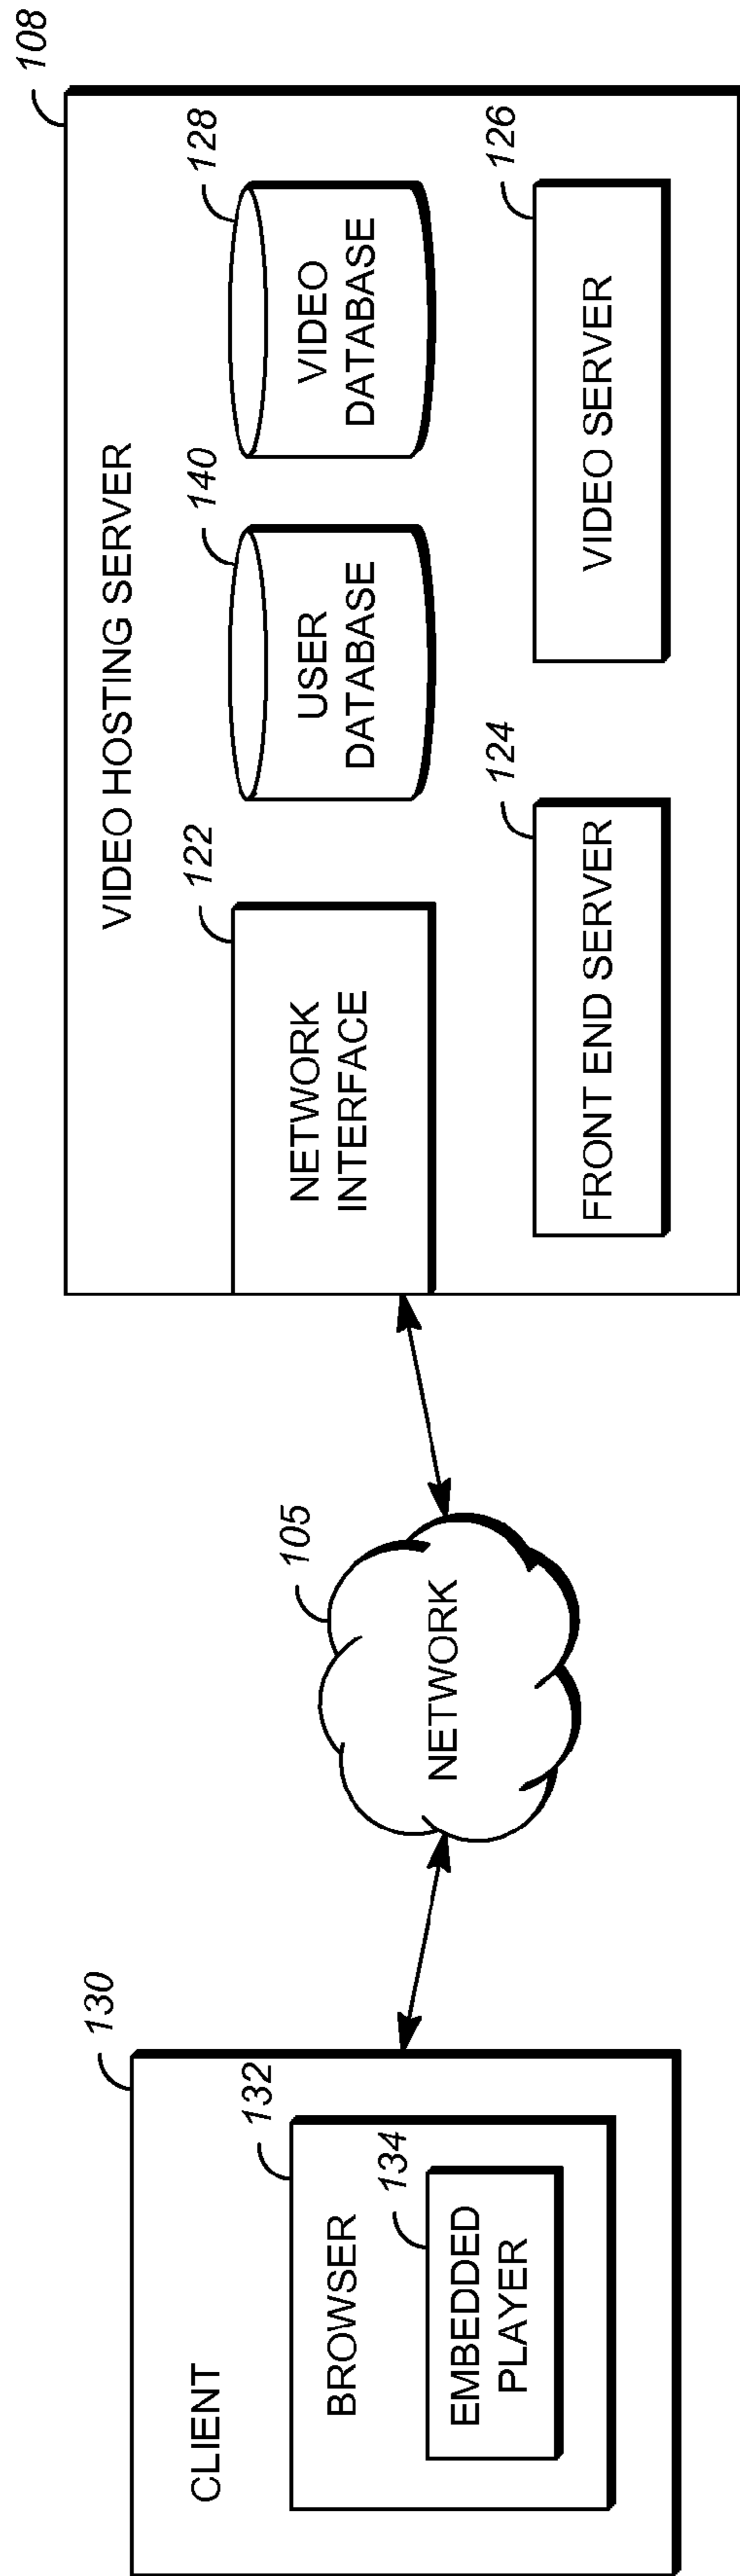 108
VIDEO HOSTING SERVER
122
140
128
NETWORK
INTERFACE
USER
DATABASE
VIDEO
DATABASE
124
126
FRONT END SERVER
VIDEO SERVER
105
NETWORK
130
CLIENT
132
BROWSER
134
EMBEDDED
PLAYER